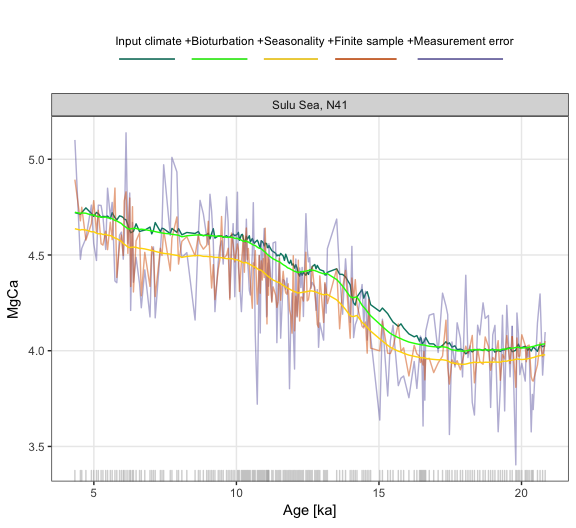 Input climate +Bioturbation +Seasonality +Finite sample +Measurement error
Sulu Sea, N41
5.0
4.5
4.0
3.5
MgCa
5 10 15 20
Age [ka]